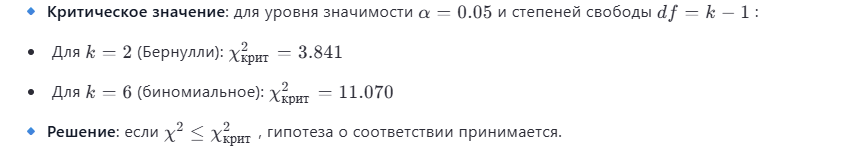 🔹 Критическое значение: для уровня значимости α = 0.05 и степеней свободы df = k − 1 :
• Для k = 2 (Бернулли): χ²крит = 3.841
• Для k = 6 (биномиальное): χ²крит = 11.070
🔹 Решение: если χ² ≤ χ²крит , гипотеза о соответствии принимается.